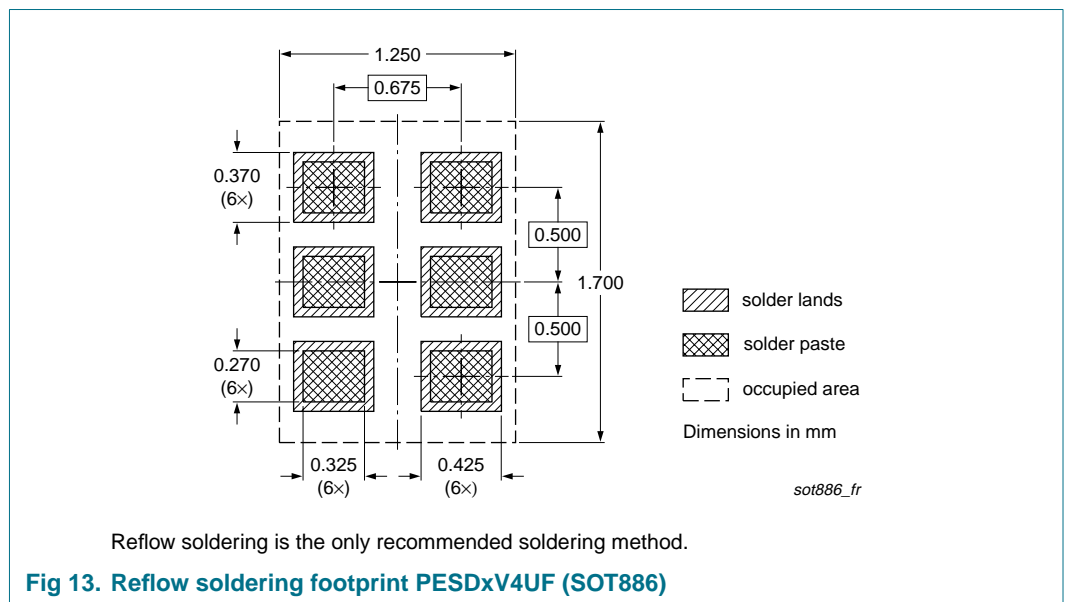 1.250
0.675
0.370
(6×)
0.500
1.700
solder lands
0.500
solder paste
0.270
(6×)
occupied area
Dimensions in mm
0.325
(6×)
0.425
(6×)
sot886_fr
Reflow soldering is the only recommended soldering method.
Fig 13. Reflow soldering footprint PESDxV4UF (SOT886)